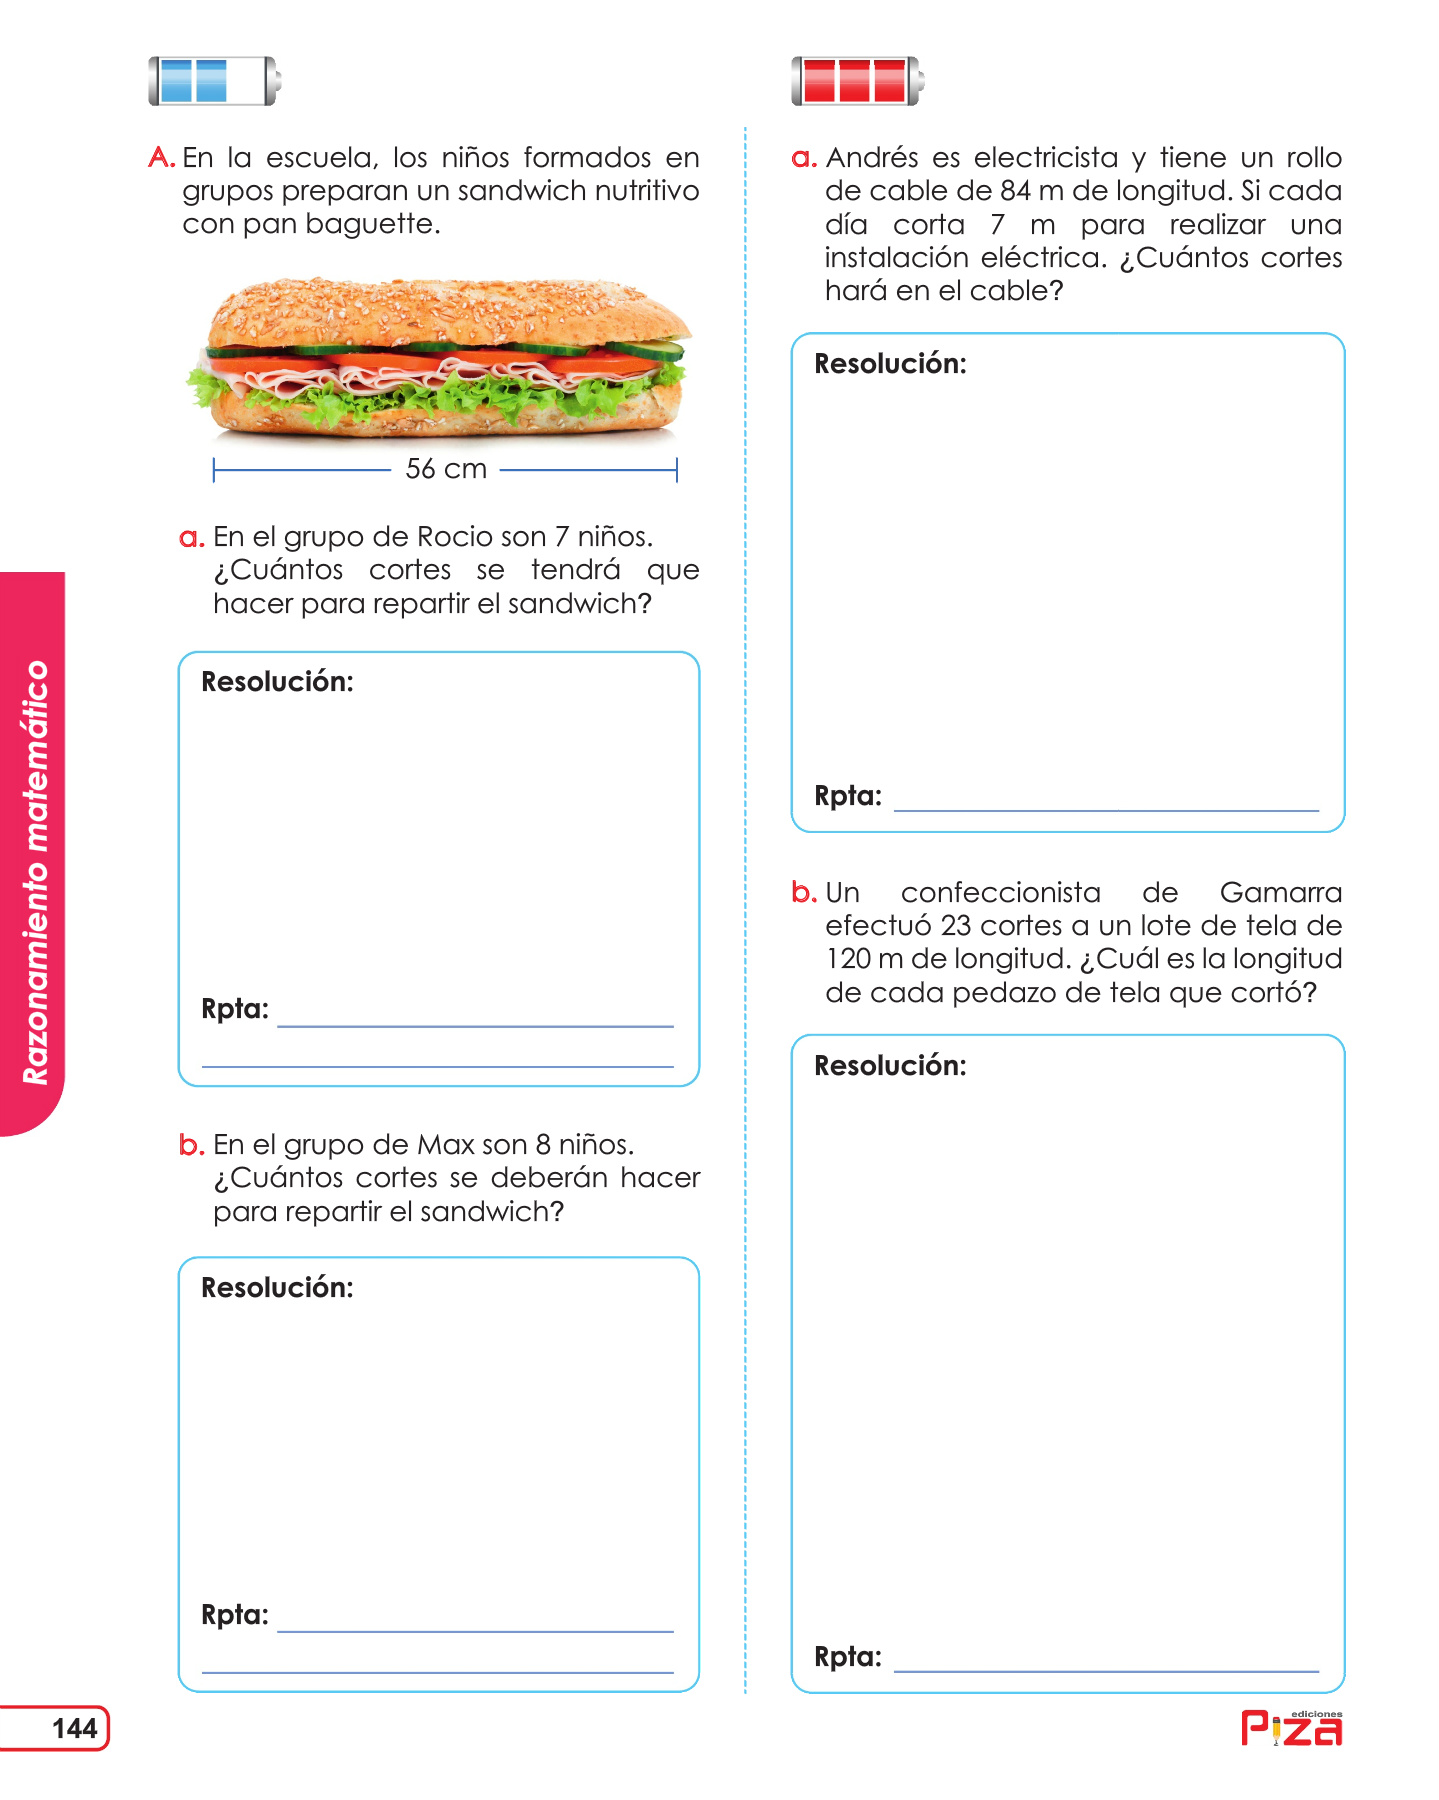 A. En la escuela, los niños formados en
grupos preparan un sandwich nutritivo
con pan baguette.
56 cm
a. En el grupo de Rocio son 7 niños.
¿Cuántos cortes se tendrá que
hacer para repartir el sandwich?
Resolución:
Rpta:
b. En el grupo de Max son 8 niños.
¿Cuántos cortes se deberán hacer
para repartir el sandwich?
Resolución:
Rpta:
a. Andrés es electricista y tiene un rollo
de cable de 84 m de longitud. Si cada
día corta 7 m para realizar una
instalación eléctrica. ¿Cuántos cortes
hará en el cable?
Resolución:
Rpta:
b. Un confeccionista de Gamarra
efectuó 23 cortes a un lote de tela de
120 m de longitud. ¿Cuál es la longitud
de cada pedazo de tela que cortó?
Resolución:
Rpta:
Razonamiento matemático
144
ediciones
Piza